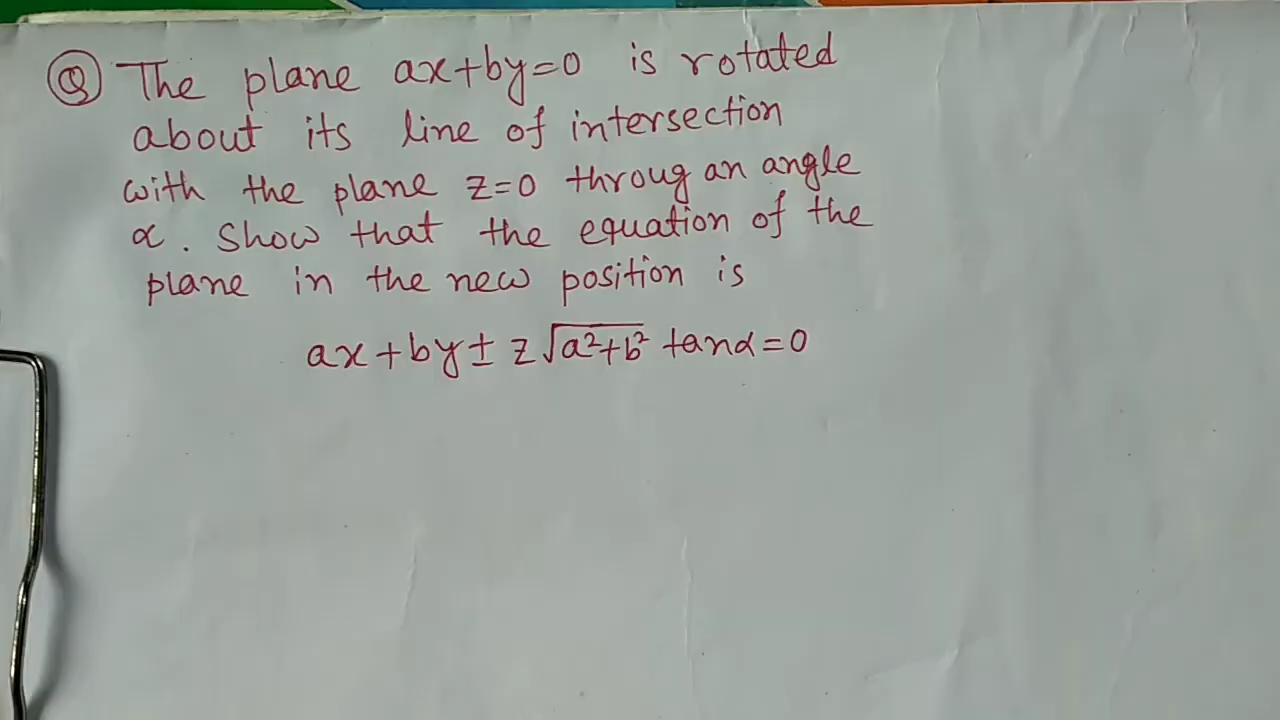 Q The plane ax+by=0 is rotated
about its line of intersection
with the plane z=0 throug an angle
α. Show that the equation of the
plane in the new position is
ax+by± z√(a²+b²) tanα=0